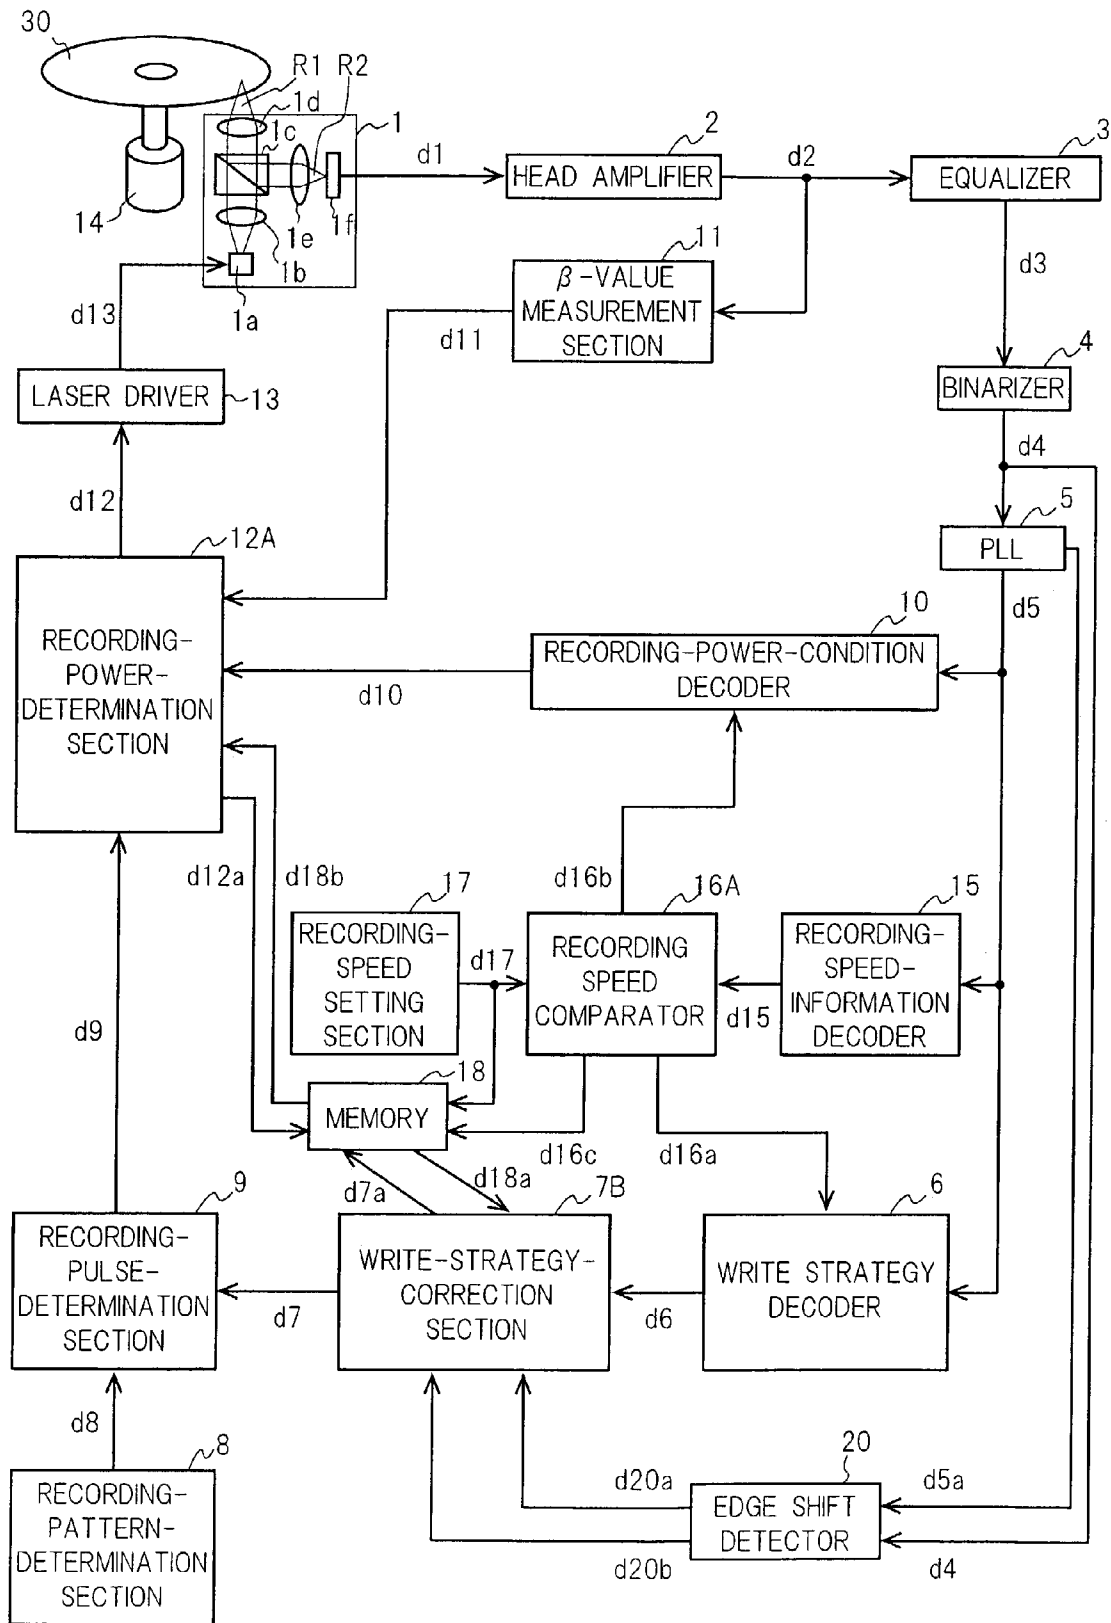 30
R1
R2
1d
1
1c
2
3
d1
HEAD AMPLIFIER
d2
EQUALIZER
14
1f
1e
1b
1a
11
β-VALUE
MEASUREMENT
SECTION
d3
d13
d11
4
LASER DRIVER
13
BINARIZER
d4
d12
5
PLL
12A
d5
10
RECORDING-
POWER-
DETERMINATION
SECTION
RECORDING-POWER-CONDITION
DECODER
d10
d12a
d18b
d16b
17
16A
15
RECORDING-
SPEED
SETTING
SECTION
d17
RECORDING
SPEED
COMPARATOR
d15
RECORDING-
SPEED-
INFORMATION
DECODER
d9
18
MEMORY
d16c
d16a
d7a
d18a
9
7B
6
RECORDING-
PULSE-
DETERMINATION
SECTION
d7
WRITE-STRATEGY-
CORRECTION
SECTION
d6
WRITE STRATEGY
DECODER
d8
8
20
RECORDING-
PATTERN-
DETERMINATION
SECTION
d20a
EDGE SHIFT
DETECTOR
d5a
d20b
d4